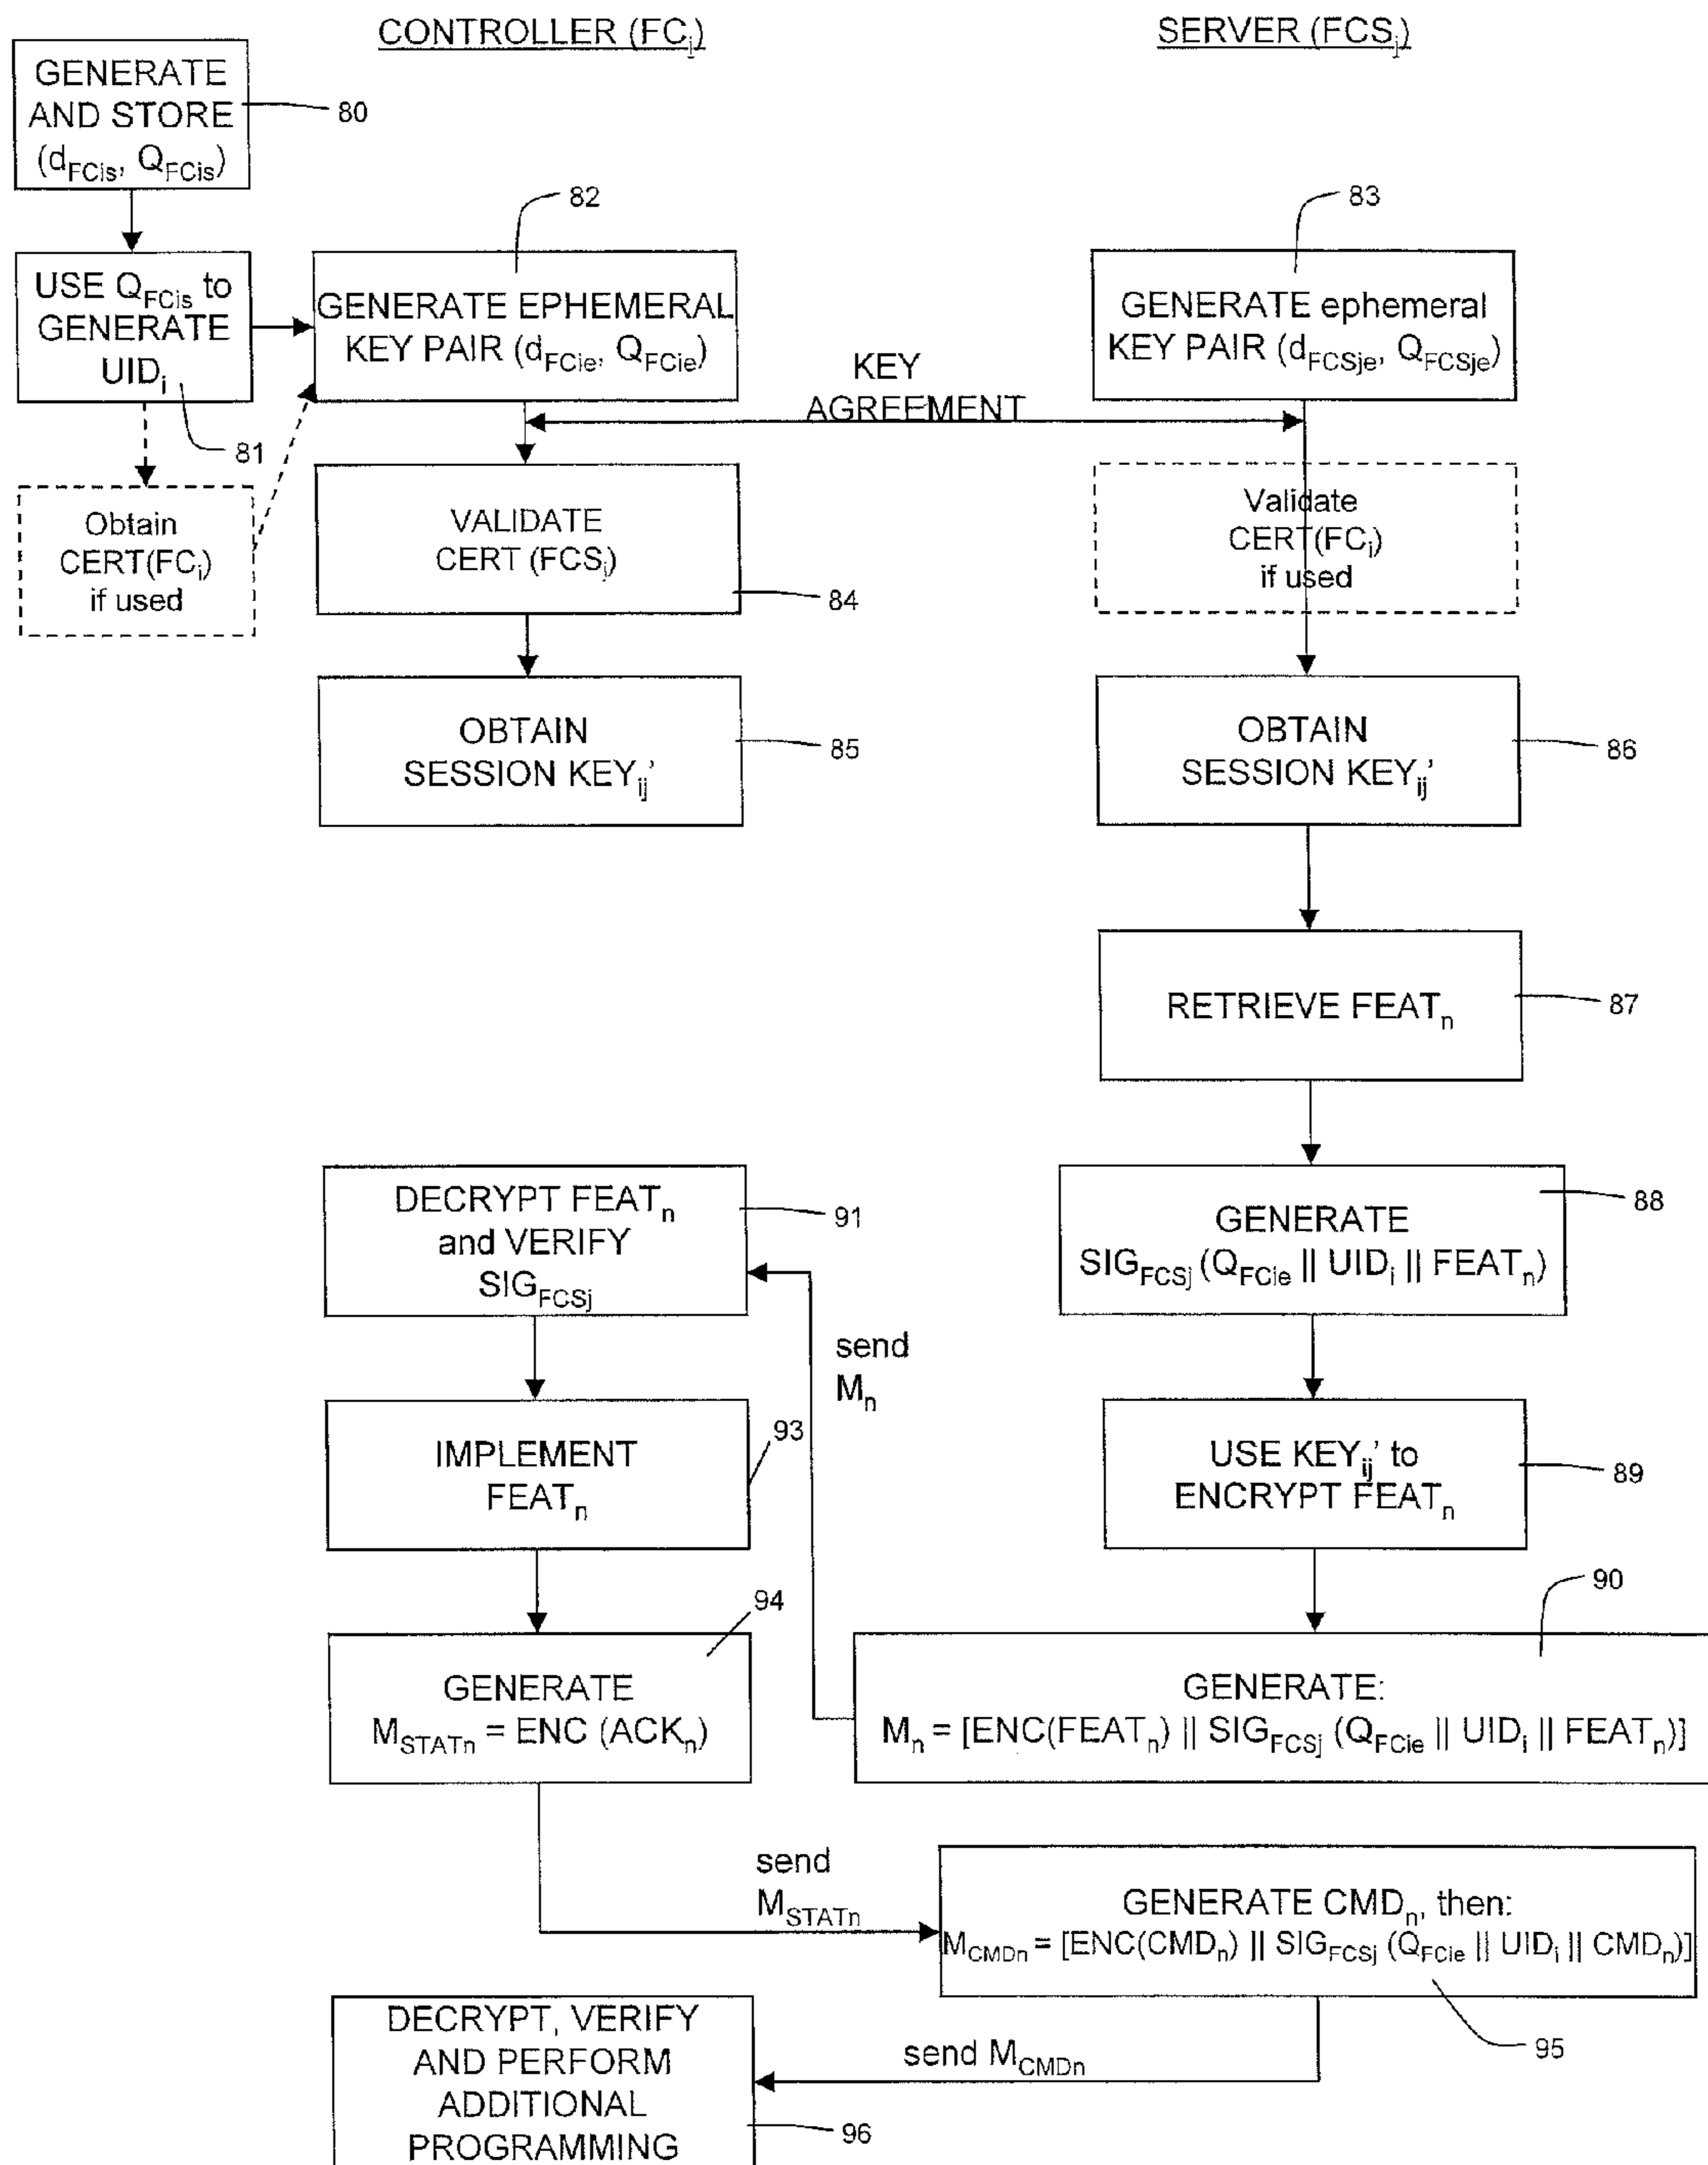 CONTROLLER (FCi)
SERVER (FCSj)
GENERATE
AND STORE
(dFCis, QFCis)
80
USE QFCis to
GENERATE
UIDi
81
Obtain
CERT(FCi)
if used
82
GENERATE EPHEMERAL
KEY PAIR (dFCie, QFCie)
83
GENERATE ephemeral
KEY PAIR (dFCSje, QFCSje)
KEY
AGREEMENT
VALIDATE
CERT (FCSj)
84
Validate
CERT(FCi)
if used
OBTAIN
SESSION KEYij'
85
OBTAIN
SESSION KEYij'
86
RETRIEVE FEATn
87
GENERATE
SIGFCSj (QFCie || UIDi || FEATn)
88
DECRYPT FEATn
and VERIFY
SIGFCSj
91
send
Mn
USE KEYij' to
ENCRYPT FEATn
89
IMPLEMENT
FEATn
93
90
GENERATE:
Mn = [ENC(FEATn) || SIGFCSj (QFCie || UIDi || FEATn)]
94
GENERATE
MSTATn = ENC (ACKn)
send
MSTATn
GENERATE CMDn, then:
MCMDn = [ENC(CMDn) || SIGFCSj (QFCie || UIDi || CMDn)]
95
send MCMDn
DECRYPT, VERIFY
AND PERFORM
ADDITIONAL
PROGRAMMING
96